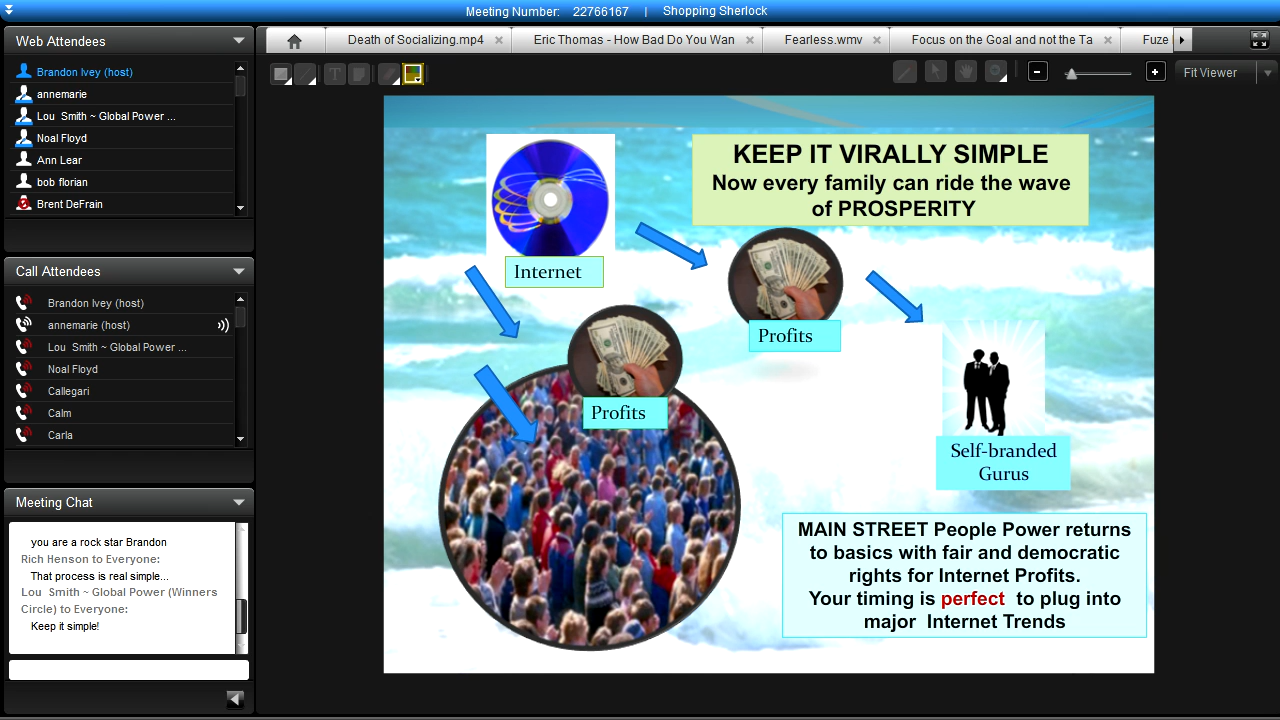 Meeting Number: 22766167 | Shopping Sherlock
Web Attendees
Brandon Ivey (host)
annemarie
Lou Smith ~ Global Power ...
Noal Floyd
Ann Lear
bob florian
Brent DeFrain
Call Attendees
Brandon Ivey (host)
annemarie (host)
Lou Smith ~ Global Power ...
Noal Floyd
Callegari
Calm
Carla
Meeting Chat
you are a rock star Brandon
Rich Henson to Everyone:
That process is real simple...
Lou Smith ~ Global Power (Winners
Circle) to Everyone:
Keep it simple!
Death of Socializing.mp4
Eric Thomas - How Bad Do You Wan
Fearless.wmv
Focus on the Goal and not the Ta
Fuze
Fit Viewer
KEEP IT VIRALLY SIMPLE
Now every family can ride the wave
of PROSPERITY
Internet
Profits
Profits
Self-branded
Gurus
MAIN STREET People Power returns
to basics with fair and democratic
rights for Internet Profits.
Your timing is perfect to plug into
major Internet Trends